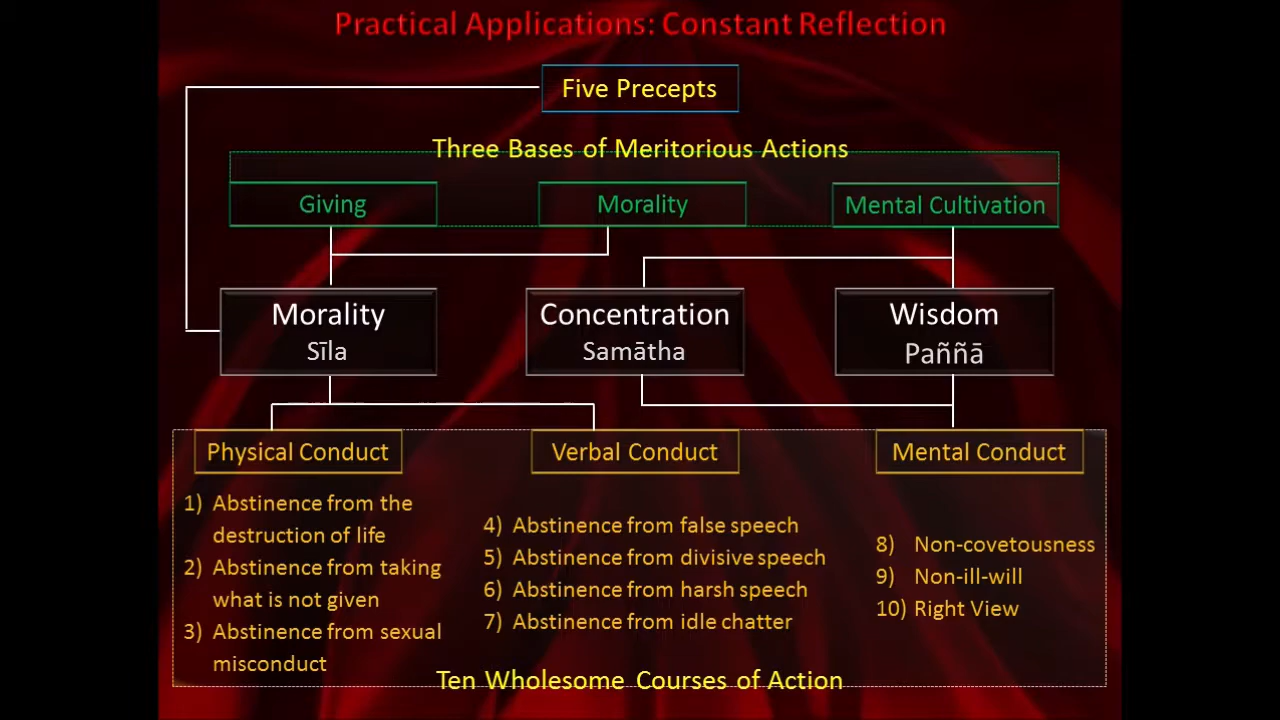 Practical Applications: Constant Reflection
Five Precepts
Three Bases of Meritorious Actions
Giving
Morality
Mental Cultivation
Morality
Sīla
Concentration
Samātha
Wisdom
Paññā
Physical Conduct
1) Abstinence from the
destruction of life
2) Abstinence from taking
what is not given
3) Abstinence from sexual
misconduct
Verbal Conduct
4) Abstinence from false speech
5) Abstinence from divisive speech
6) Abstinence from harsh speech
7) Abstinence from idle chatter
Mental Conduct
8) Non-covetousness
9) Non-ill-will
10) Right View
Ten Wholesome Courses of Action